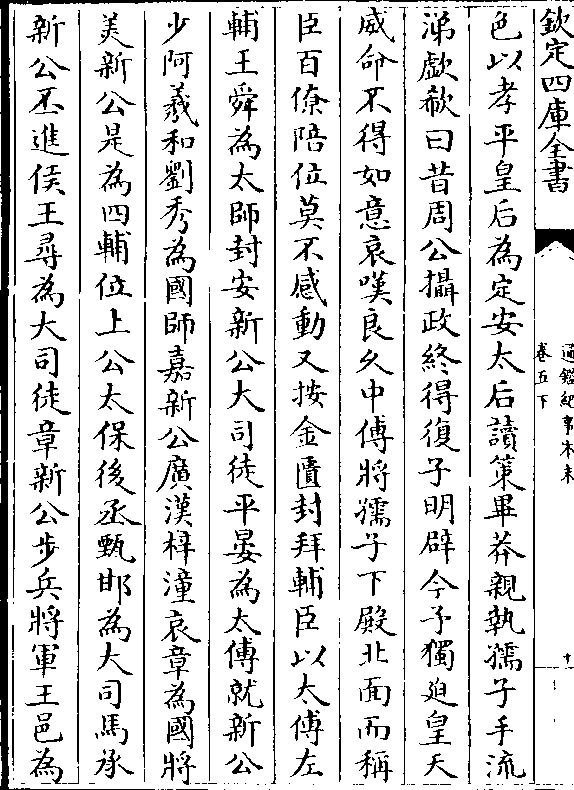 欽定四庫全書
通鑑紀事本末
卷五下
色以孝平皇后為定安太后讀策畢莽親執孺子手流
涕歔欷曰昔周公攝政終得復子明辟今予獨迫皇天
威命不得如意哀嘆良久中傅將孺子下殿北面而稱
臣百僚陪位莫不感動又按金匱封拜輔臣以太傅左
輔王舜為太師封安新公大司徒平晏為太傅就新公
少阿羲和劉秀為國師嘉新公廣漢梓潼哀章為國將
美新公是為四輔位上公太保後丞甄邯為大司馬承
新公丕進侯王尋為大司徒章新公步兵將軍王邑為